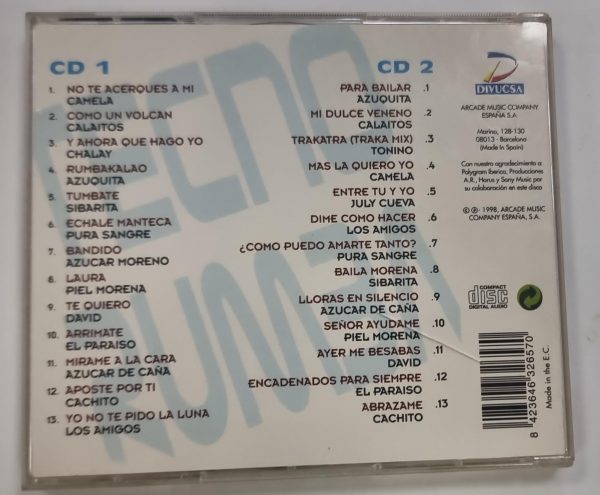 TECNO
RUMBA
CD 1
1. NO TE ACERQUES A MI
CAMELA
2. COMO UN VOLCAN
CALAITOS
3. Y AHORA QUE HAGO YO
CHALAY
4. RUMBAKALAO
AZUQUITA
5. TUMBATE
SIBARITA
6. ECHALE MANTECA
PURA SANGRE
7. BANDIDO
AZUCAR MORENO
8. LAURA
PIEL MORENA
9. TE QUIERO
DAVID
10. ARRIMATE
EL PARAISO
11. MIRAME A LA CARA
AZUCAR DE CAÑA
12. APOSTE POR TI
CACHITO
13. YO NO TE PIDO LA LUNA
LOS AMIGOS
CD 2
PARA BAILAR .1
AZUQUITA
MI DULCE VENENO .2
CALAITOS
TRAKATRA (TRAKA MIX) .3
TONINO
MAS LA QUIERO YO .4
CAMELA
ENTRE TU Y YO .5
JULY CUEVA
DIME COMO HACER .6
LOS AMIGOS
¿COMO PUEDO AMARTE TANTO? .7
PURA SANGRE
BAILA MORENA .8
SIBARITA
LLORAS EN SILENCIO .9
AZUCAR DE CAÑA
SEÑOR AYUDAME .10
PIEL MORENA
AYER ME BESABAS .11
DAVID
ENCADENADOS PARA SIEMPRE .12
EL PARAISO
ABRAZAME .13
CACHITO
DIVUCSA
ARCADE MUSIC COMPANY
ESPAÑA S.A
Marina, 128-130
08013 - Barcelona
(Made in Spain)
Con nuestro agradecimiento a
Polygram Iberica, Producciones
A.R., Horus y Sony Music por
su colaboración en este disco
© ℗ 1998, ARCADE MUSIC
COMPANY ESPAÑA, S.A.
COMPACT
disc
DIGITAL AUDIO
8 423646 326570
Made in the E.C.